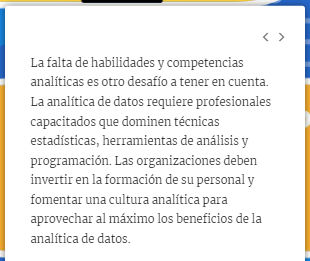 La falta de habilidades y competencias
analíticas es otro desafío a tener en cuenta.
La analítica de datos requiere profesionales
capacitados que dominen técnicas
estadísticas, herramientas de análisis y
programación. Las organizaciones deben
invertir en la formación de su personal y
fomentar una cultura analítica para
aprovechar al máximo los beneficios de la
analítica de datos.